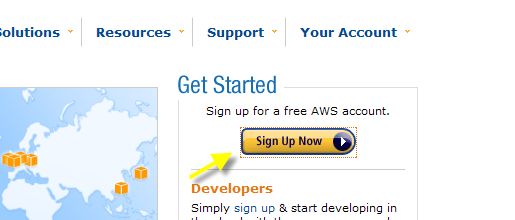 Solutions Resources Support Your Account
Get Started
Sign up for a free AWS account.
Sign Up Now
Developers
Simply sign up & start developing in